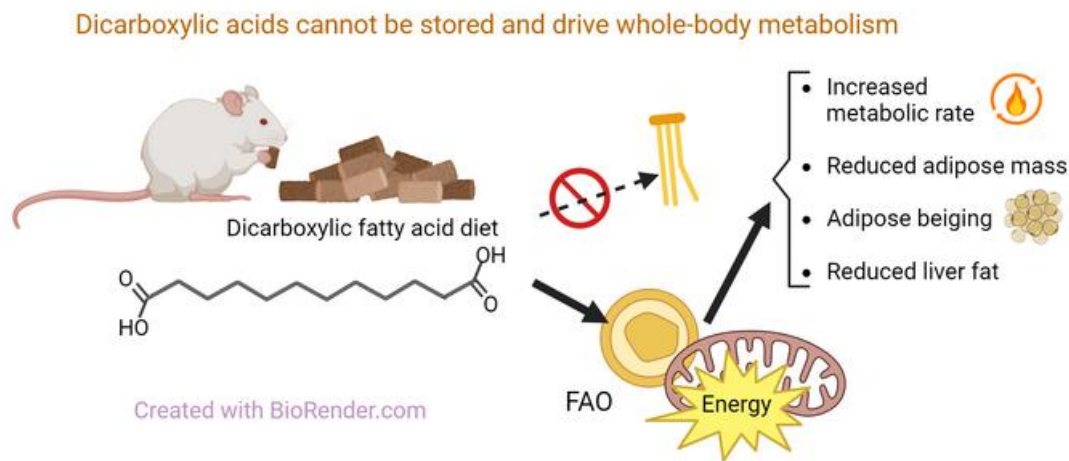 Dicarboxylic acids cannot be stored and drive whole-body metabolism
Dicarboxylic fatty acid diet
O
HO
OH
O
Created with BioRender.com
FAO
Energy
• Increased
metabolic rate
• Reduced adipose mass
• Adipose beiging
• Reduced liver fat